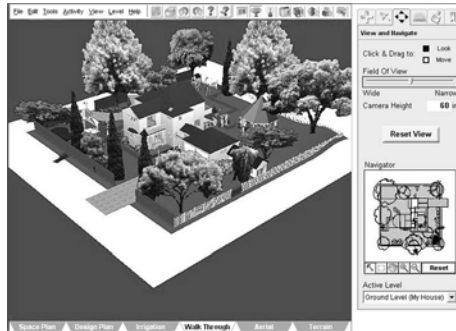 File Edit Tools Activity View Level Help
View and Navigate
Click & Drag to: Look
Move
Field Of View
Wide Narrow
Camera Height 60 in
Reset View
Navigator
Reset
Active Level
Ground Level (My House)
Space Plan Design Plan Irrigation Walk Through Aerial Terrain